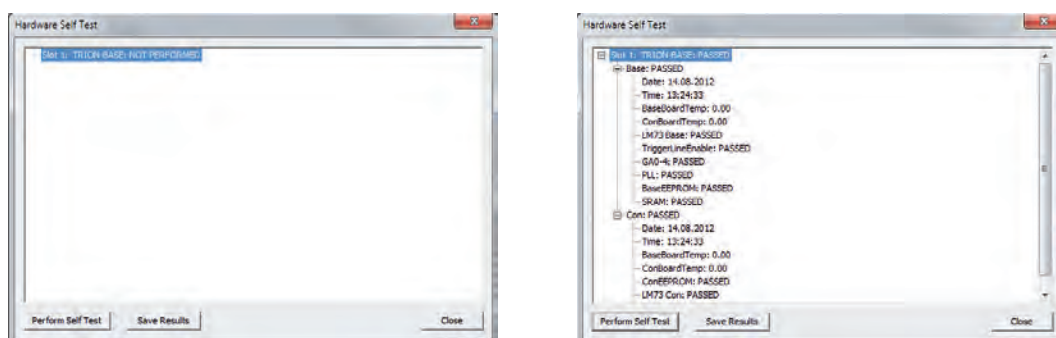 Hardware Self Test
Slot 1: TRION-BASE: NOT PERFORMED
Perform Self Test
Save Results
Close
Hardware Self Test
Slot 1: TRION-BASE: PASSED
Base: PASSED
Date: 14.08.2012
Time: 13:24:33
BaseBoardTemp: 0.00
ConBoardTemp: 0.00
LM73 Base: PASSED
TriggerLineEnable: PASSED
GA0-4: PASSED
PLL: PASSED
BaseEEPROM: PASSED
SRAM: PASSED
Con: PASSED
Date: 14.08.2012
Time: 13:24:33
BaseBoardTemp: 0.00
ConBoardTemp: 0.00
ConEEPROM: PASSED
LM73 Con: PASSED
Perform Self Test
Save Results
Close